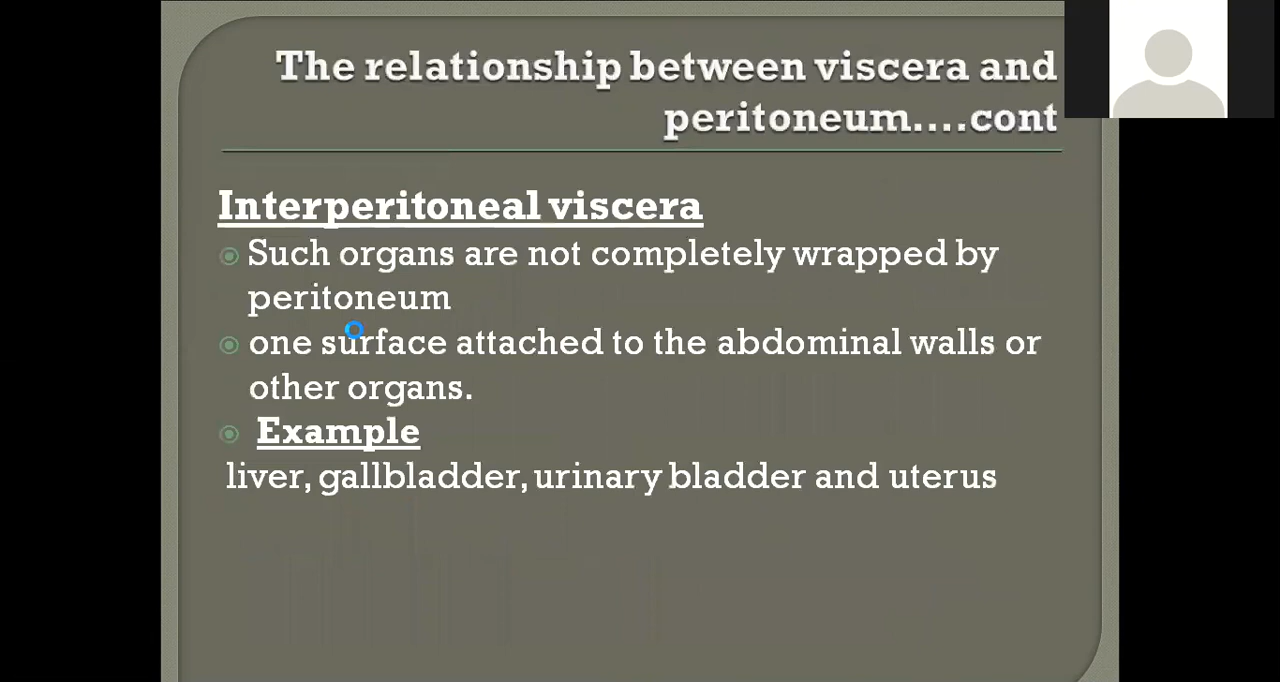 The relationship between viscera and
peritoneum....cont
Interperitoneal viscera
Such organs are not completely wrapped by
peritoneum
one surface attached to the abdominal walls or
other organs.
Example
liver, gallbladder, urinary bladder and uterus